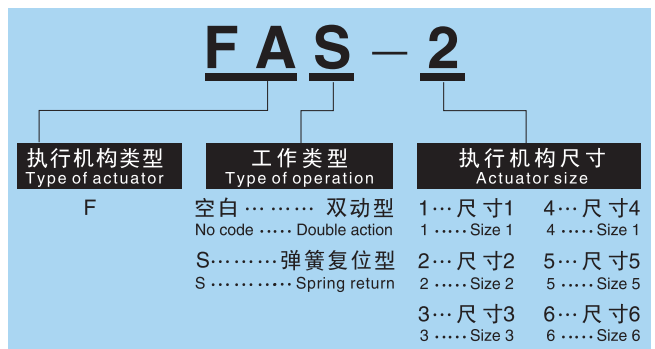 FAS－2
执行机构类型
Type of actuator
F
工作类型
Type of operation
空白………双动型
No code ····· Double action
S………弹簧复位型
S ………… Spring return
执行机构尺寸
Actuator size
1…尺寸1 4…尺寸4
1 ····· Size 1 4 ····· Size 1
2…尺寸2 5…尺寸5
2 ····· Size 2 5 ····· Size 5
3…尺寸3 6…尺寸6
3 ····· Size 3 6 ····· Size 6